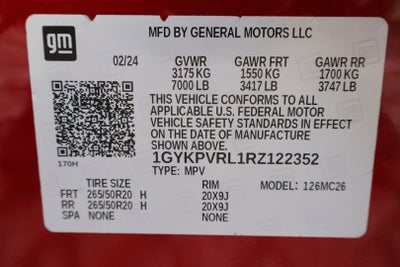 gm
MFD BY GENERAL MOTORS LLC
02/24 GVWR GAWR FRT GAWR RR
3175 KG 1550 KG 1700 KG
7000 LB 3417 LB 3747 LB
THIS VEHICLE CONFORMS TO ALL
APPLICABLE U.S. FEDERAL MOTOR
VEHICLE SAFETY STANDARDS IN EFFECT
ON THE DATE OF MANUFACTURE
SHOWN ABOVE.
1GYKPVRL1RZ122352
170H TYPE: MPV
TIRE SIZE RIM MODEL: 126MC26
FRT 265/50R20 H 20X9J
RR 265/50R20 H 20X9J
SPA NONE NONE